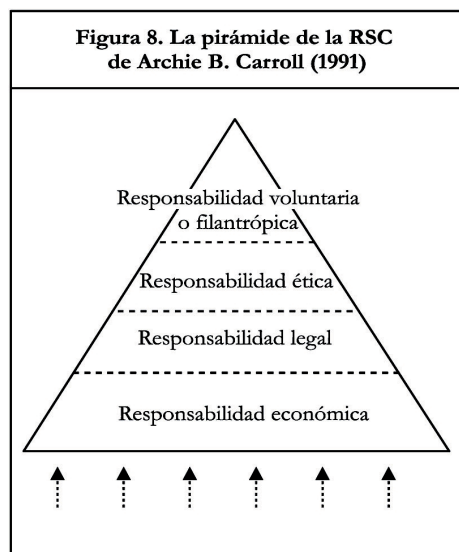 Figura 8. La pirámide de la RSC
de Archie B. Carroll (1991)
Responsabilidad voluntaria
o filantrópica
Responsabilidad ética
Responsabilidad legal
Responsabilidad económica